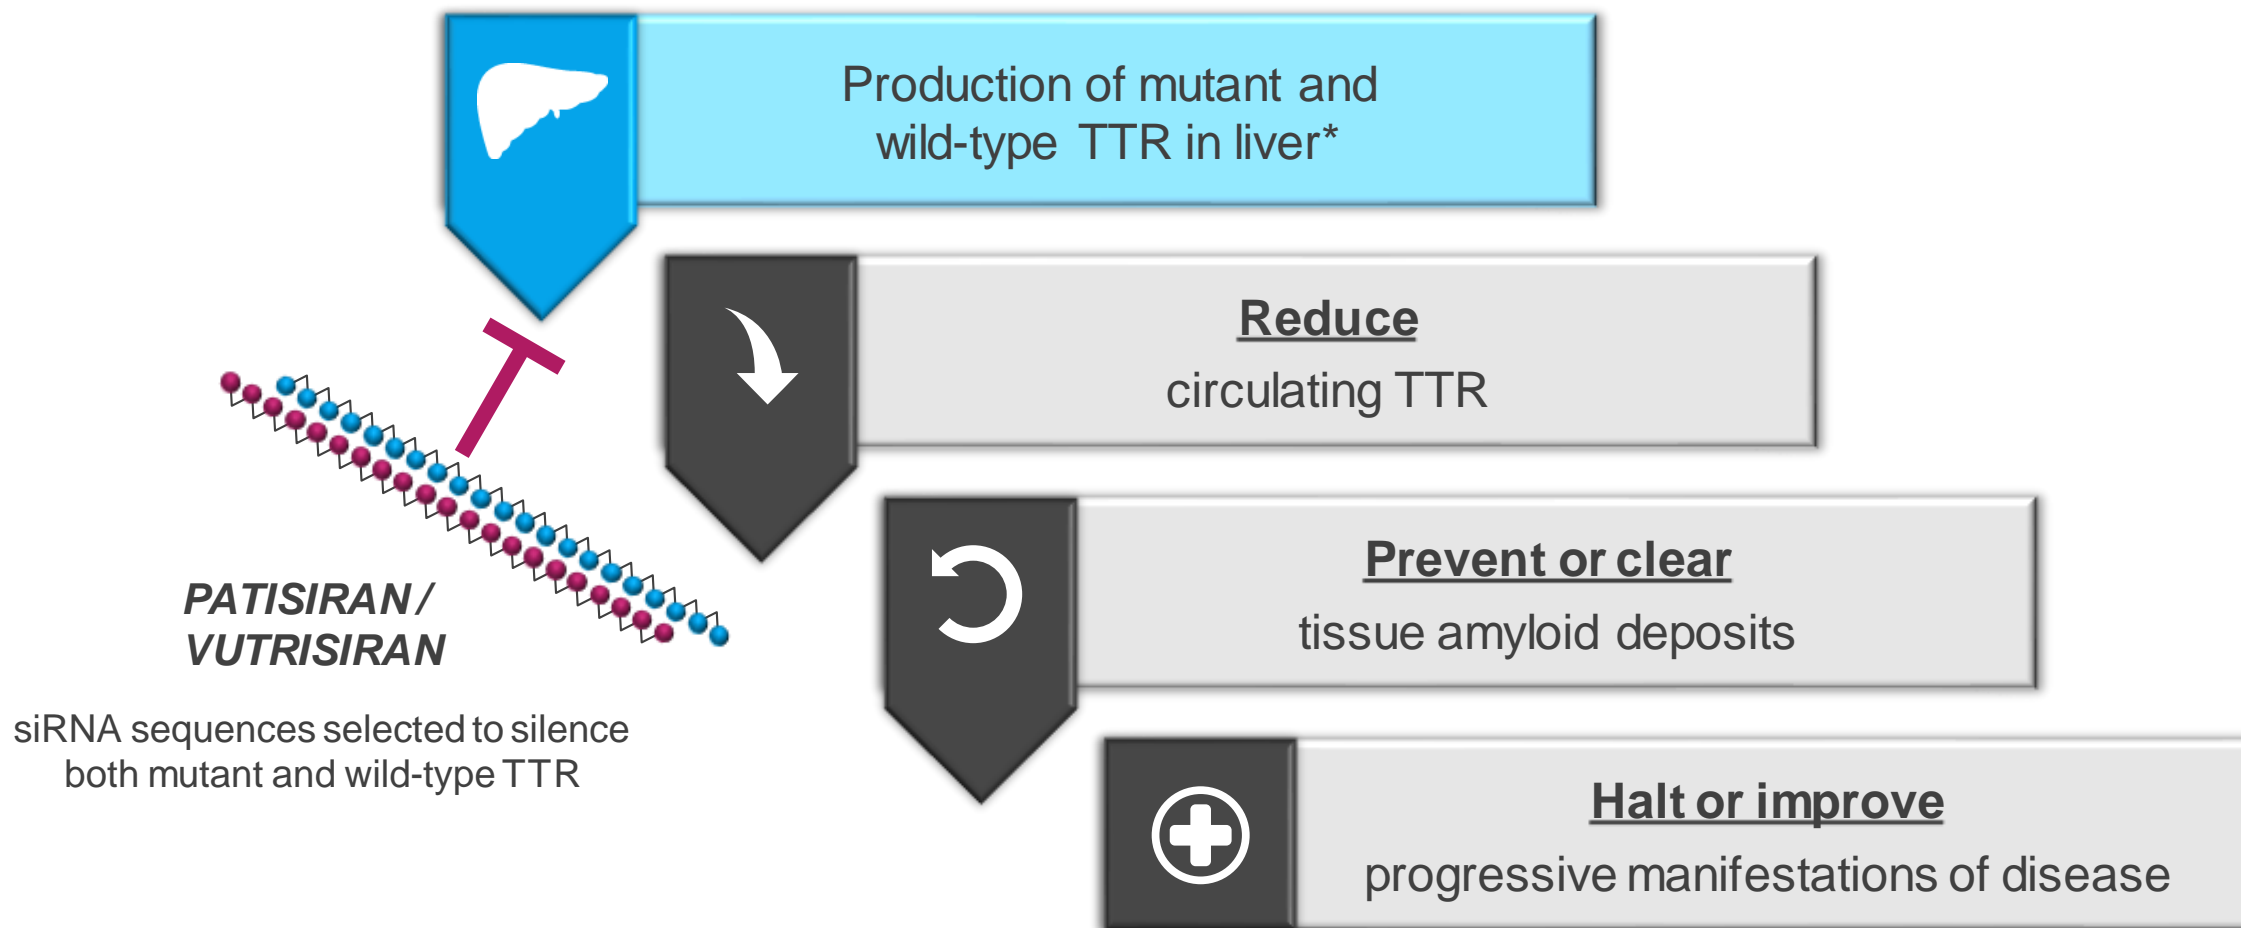 Production of mutant and
wild-type TTR in liver*
Reduce
circulating TTR
Prevent or clear
tissue amyloid deposits
Halt or improve
progressive manifestations of disease
PATISIRAN /
VUTRISIRAN
siRNA sequences selected to silence
both mutant and wild-type TTR